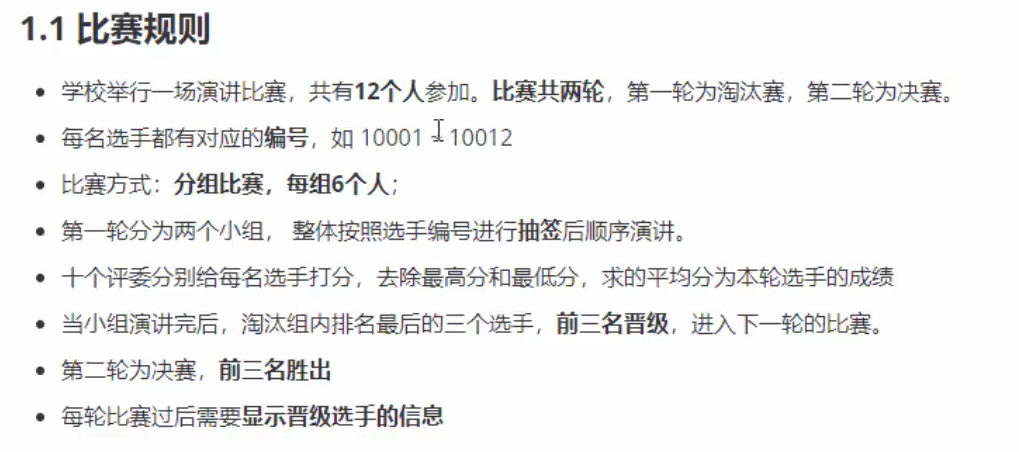 1.1 比赛规则
学校举行一场演讲比赛，共有12个人参加。比赛共两轮，第一轮为淘汰赛，第二轮为决赛。
每名选手都有对应的编号，如 10001 ~ 10012
比赛方式：分组比赛，每组6个人；
第一轮分为两个小组， 整体按照选手编号进行抽签后顺序演讲。
十个评委分别给每名选手打分，去除最高分和最低分，求的平均分为本轮选手的成绩
当小组演讲完后，淘汰组内排名最后的三个选手，前三名晋级，进入下一轮的比赛。
第二轮为决赛，前三名胜出
每轮比赛过后需要显示晋级选手的信息